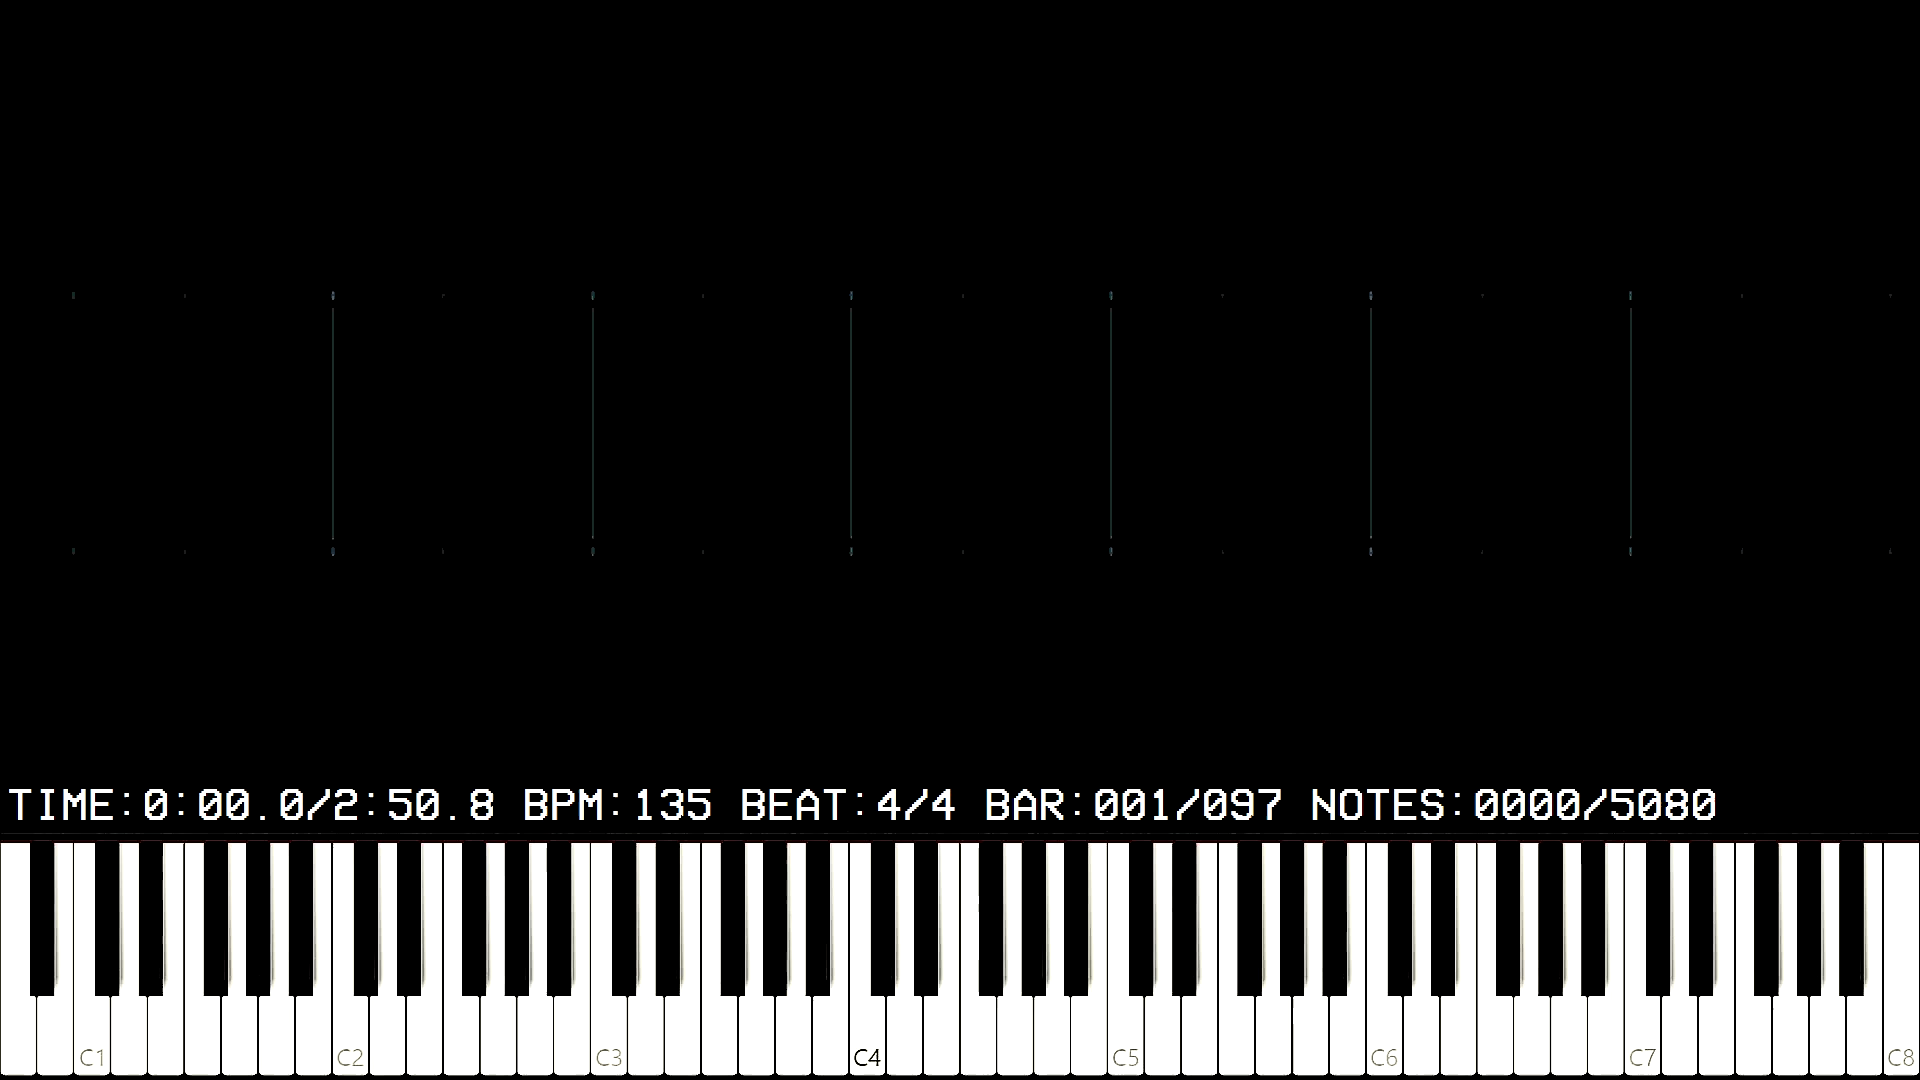 TIME:0:00.0/2:50.8 BPM:135 BEAT:4/4 BAR:001/097 NOTES:0000/5080
C1 C2 C3 C4 C5 C6 C7 C8